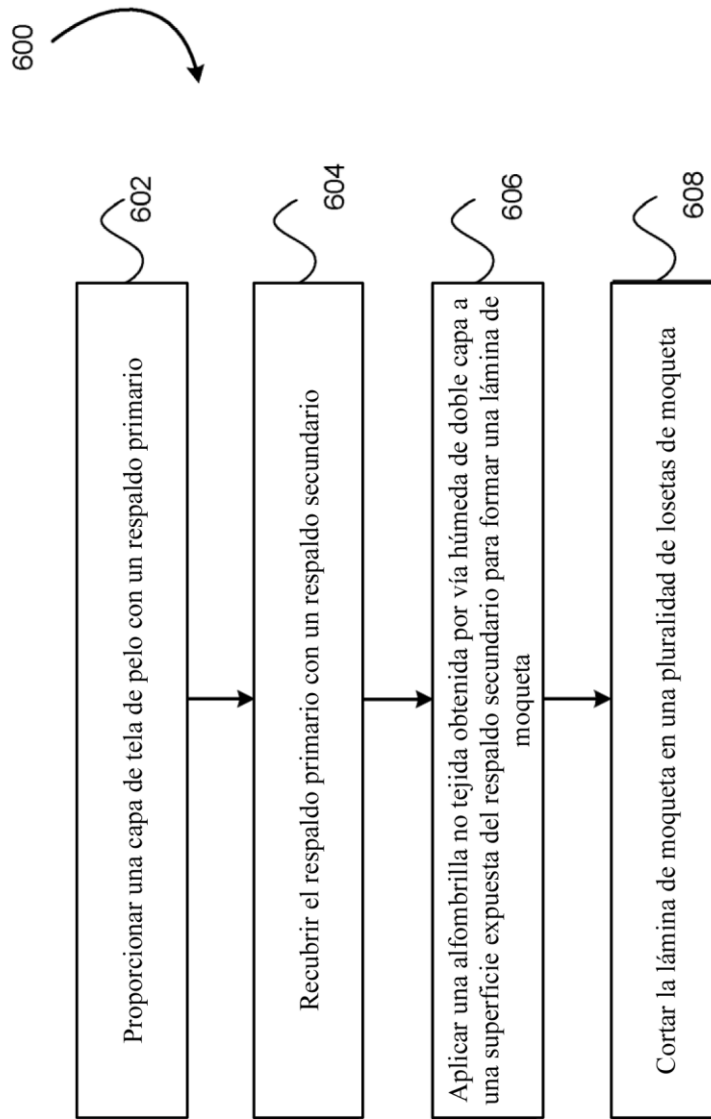 600
Proporcionar una capa de tela de pelo con un respaldo primario
602
Recubrir el respaldo primario con un respaldo secundario
604
Aplicar una alfombrilla no tejida obtenida por vía húmeda de doble capa a
una superficie expuesta del respaldo secundario para formar una lámina de
moqueta
606
Cortar la lámina de moqueta en una pluralidad de losetas de moqueta
608